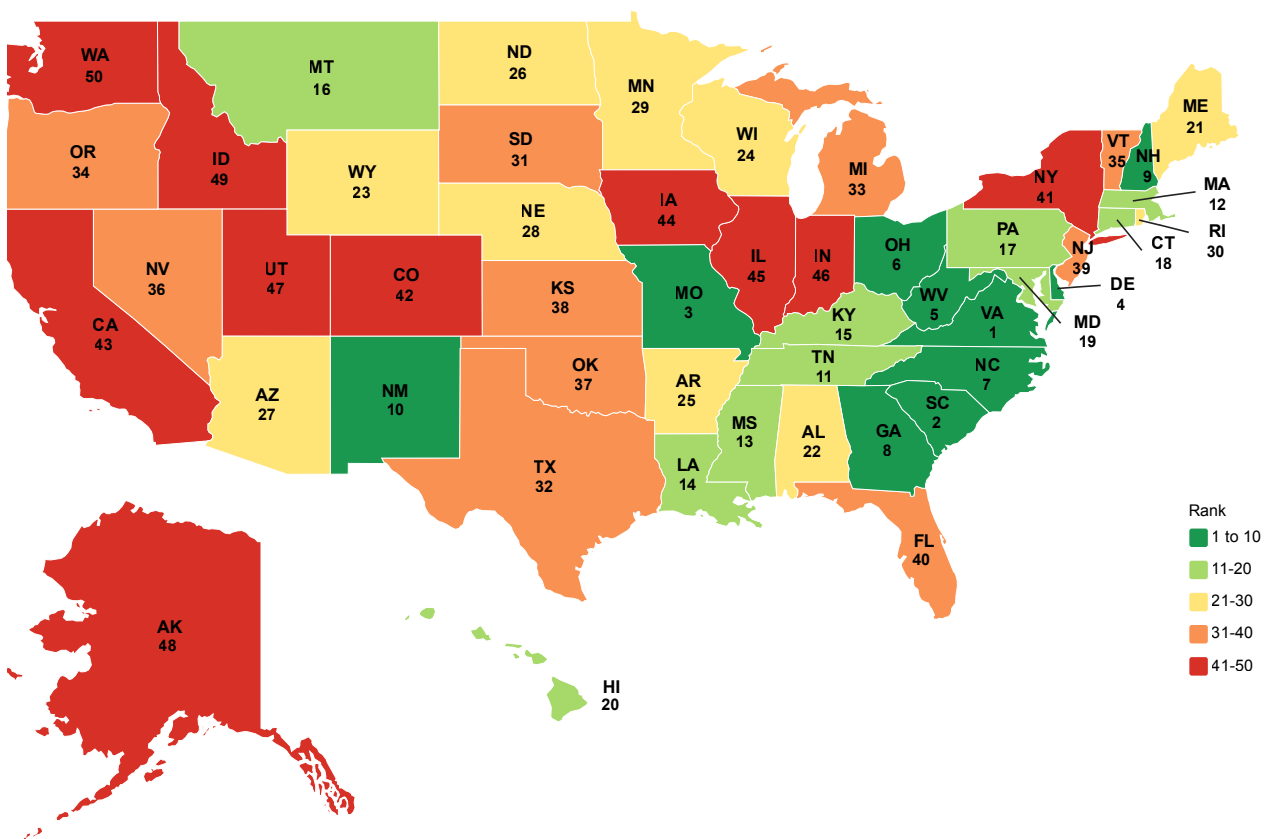 WA
50
MT
16
ND
26
MN
29
ME
21
OR
34
ID
49
WY
23
SD
31
WI
24
MI
33
VT
35
NH
9
NY
41
MA
12
RI
30
CT
18
NV
36
UT
47
CO
42
NE
28
IA
44
IL
45
IN
46
OH
6
PA
17
NJ
39
DE
4
MD
19
CA
43
KS
38
MO
3
KY
15
WV
5
VA
1
AZ
27
NM
10
OK
37
AR
25
TN
11
NC
7
SC
2
TX
32
LA
14
MS
13
AL
22
GA
8
FL
40
AK
48
HI
20
Rank
1 to 10
11-20
21-30
31-40
41-50